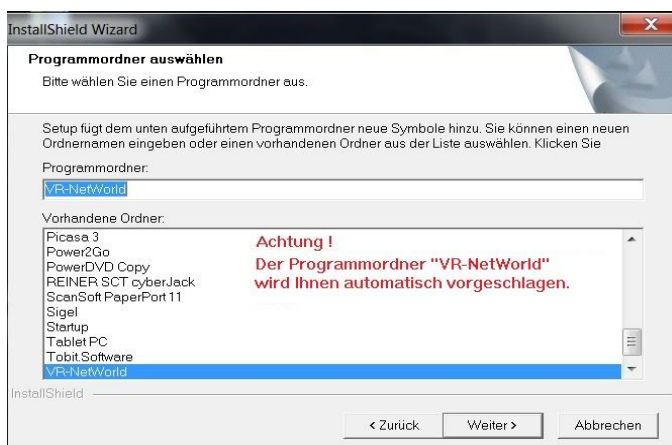 InstallShield Wizard
Programmordner auswählen
Bitte wählen Sie einen Programmordner aus.
Setup fügt dem unten aufgeführtem Programmordner neue Symbole hinzu. Sie können einen neuen
Ordnernamen eingeben oder einen vorhandenen Ordner aus der Liste auswählen. Klicken Sie
Programmordner:
VR-NetWorld
Vorhandene Ordner:
Picasa 3
Power2Go
PowerDVD Copy
REINER SCT cyberJack
ScanSoft PaperPort 11
Sigel
Startup
Tablet PC
Tobit.Software
VR-NetWorld
Achtung !
Der Programmordner "VR-NetWorld"
wird Ihnen automatisch vorgeschlagen.
InstallShield
< Zurück
Weiter >
Abbrechen